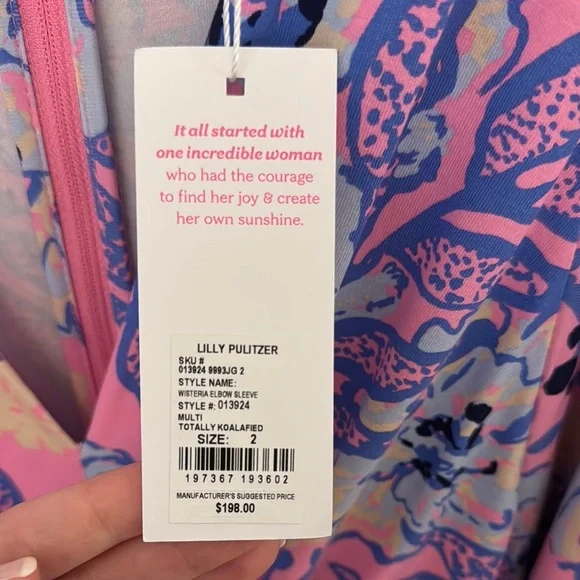 It all started with
one incredible woman
who had the courage
to find her joy & create
her own sunshine.
LILLY PULITZER
SKU #
013924 9993JG 2
STYLE NAME:
WISTERIA ELBOW SLEEVE
STYLE #: 013924
MULTI
TOTALLY KOALAFIED
SIZE: 2
197367 193602
MANUFACTURER'S SUGGESTED PRICE
$198.00